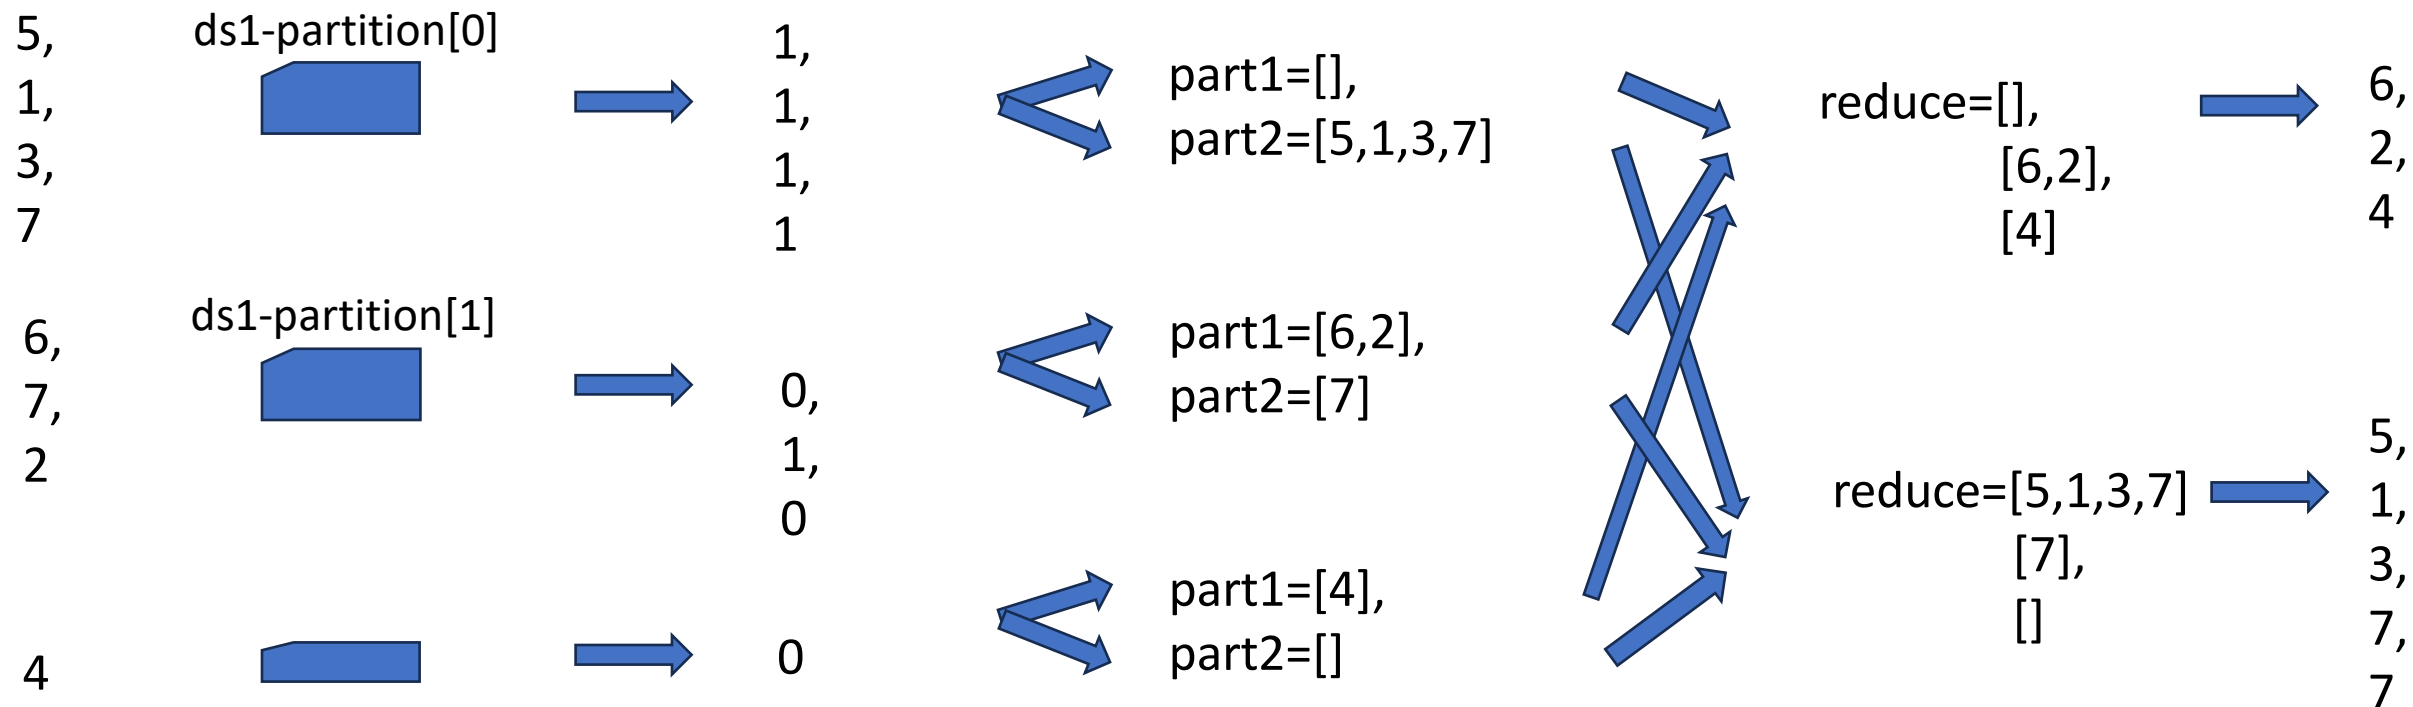 5,
1,
3,
7
ds1-partition[0]
1,
1,
1,
1
part1=[],
part2=[5,1,3,7]
reduce=[],
[6,2],
[4]
6,
2,
4
6,
7,
2
ds1-partition[1]
0,
1,
0
part1=[6,2],
part2=[7]
reduce=[5,1,3,7]
[7],
[]
5,
1,
3,
7,
7
4
0
part1=[4],
part2=[]